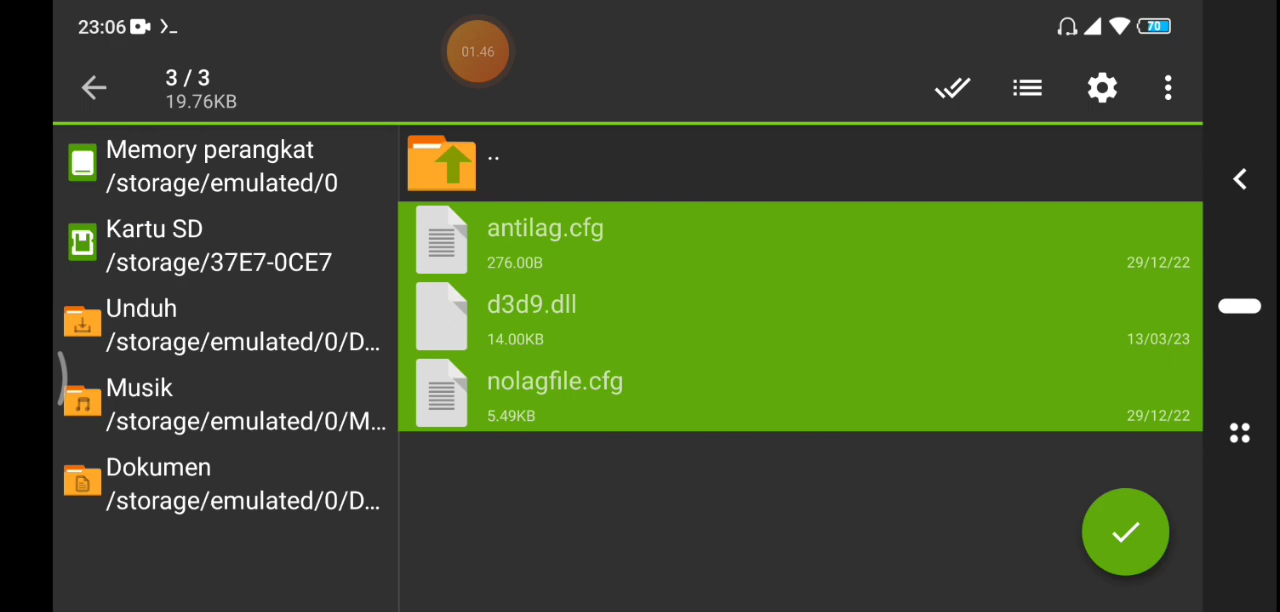 23:06
70
01.46
3 / 3
19.76KB
Memory perangkat
/storage/emulated/0
Kartu SD
/storage/37E7-0CE7
Unduh
/storage/emulated/0/D...
Musik
/storage/emulated/0/M...
Dokumen
/storage/emulated/0/D...
..
antilag.cfg
276.00B
29/12/22
d3d9.dll
14.00KB
13/03/23
nolagfile.cfg
5.49KB
29/12/22